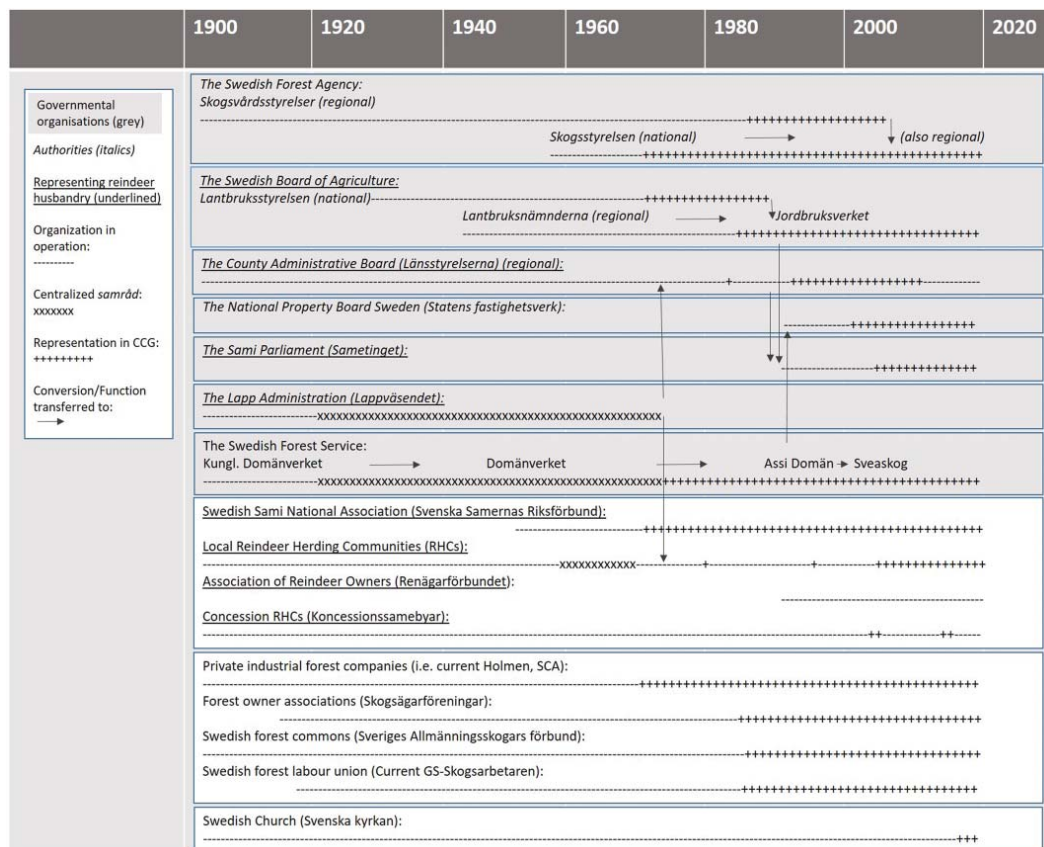 1900
1920
1940
1960
1980
2000
2020
Governmental
organisations (grey)
Authorities (italics)
Representing reindeer
husbandry (underlined)
Organization in
operation:
----------
Centralized samråd:
xxxxxxx
Representation in CCG:
+++++++++
Conversion/Function
transferred to:
The Swedish Forest Agency:
Skogsvårdsstyrelser (regional)
Skogsstyrelsen (national)
(also regional)
The Swedish Board of Agriculture:
Lantbruksstyrelsen (national)
Lantbruksnämnderna (regional)
Jordbruksverket
The County Administrative Board (Länsstyrelserna) (regional):
The National Property Board Sweden (Statens fastighetsverk):
The Sami Parliament (Sametinget):
The Lapp Administration (Lappväsendet):
The Swedish Forest Service:
Kungl. Domänverket
Domänverket
Assi Domän
Sveaskog
Swedish Sami National Association (Svenska Samernas Riksförbund):
Local Reindeer Herding Communities (RHCs):
Association of Reindeer Owners (Renägarförbundet):
Concession RHCs (Koncessionssamebyar):
Private industrial forest companies (i.e. current Holmen, SCA):
Forest owner associations (Skogsägarföreningar):
Swedish forest commons (Sveriges Allmänningsskogars förbund):
Swedish forest labour union (Current GS-Skogsarbetaren):
Swedish Church (Svenska kyrkan):